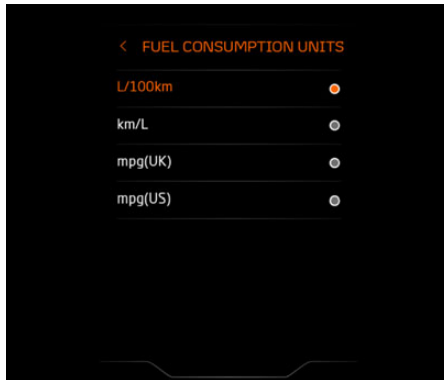 < FUEL CONSUMPTION UNITS
L/100km
km/L
mpg(UK)
mpg(US)